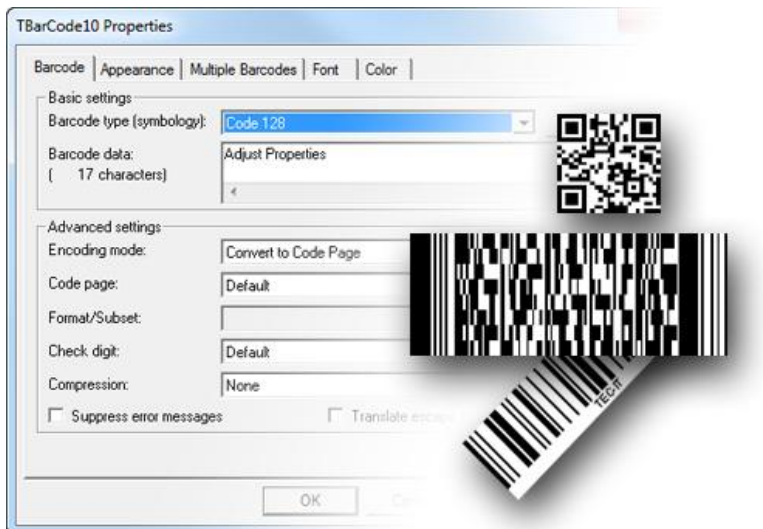 TBarCode10 Properties
Barcode | Appearance | Multiple Barcodes | Font | Color |
Basic settings
Barcode type (symbology): Code 128
Barcode data: Adjust Properties
( 17 characters)
Advanced settings
Encoding mode: Convert to Code Page
Code page: Default
Format/Subset:
Check digit: Default
Compression: None
Suppress error messages Translate
TEC-IT
OK